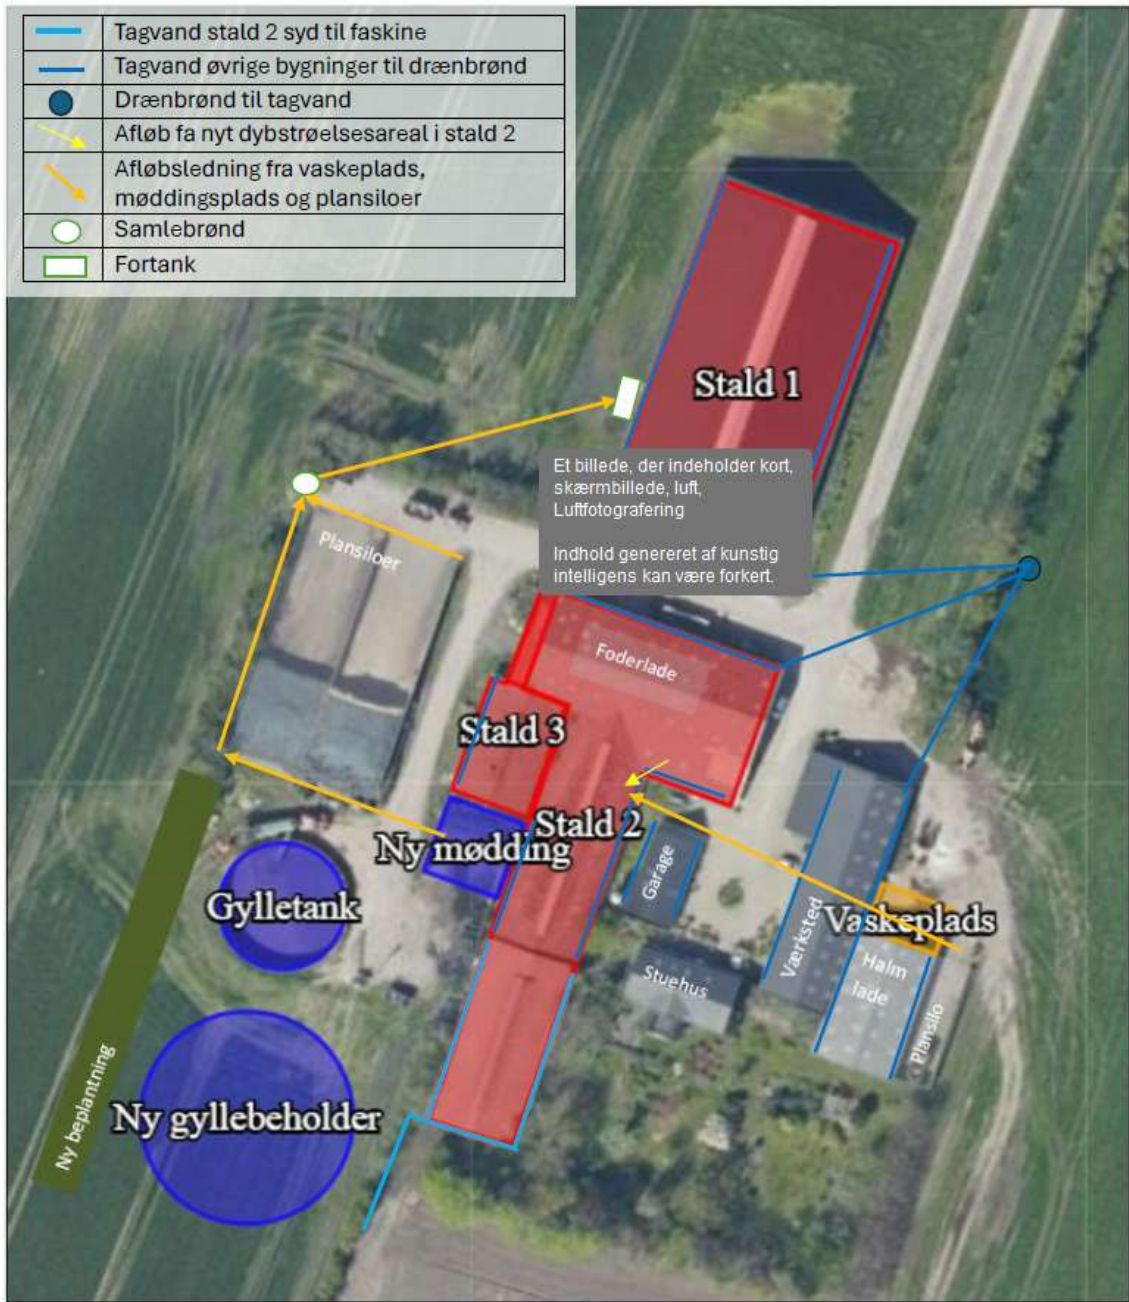 Tagvand stald 2 syd til faskine
Tagvand øvrige bygninger til drænbrønd
Drænbrønd til tagvand
Afløb fa nyt dybstrøelsesareal i stald 2
Afløbsledning fra vaskeplads,
møddingsplads og plansiloer
Samlebrønd
Fortank
Stald 1
Et billede, der indeholder kort,
skærmbillede, luft,
Luftfotografering
Indhold genereret af kunstig
intelligens kan være forkert.
Plansiloer
Foderlade
Stald 3
Stald 2
Ny mødding
Garage
Gylletank
Værksted
Vaskeplads
Halm
lade
Stuehus
Plansilo
Ny beplantning
Ny gyllebeholder